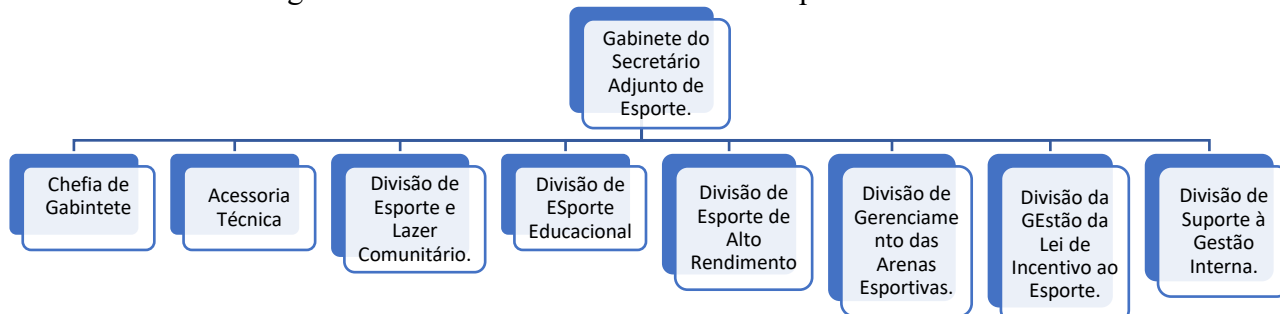 Gabinete do
Secretário
Adjunto de
Esporte.
Chefia de
Gabintete
Acessoria
Técnica
Divisão de
Esporte e
Lazer
Comunitário.
Divisão de
ESporte
Educacional
Divisão de
Esporte de
Alto
Rendimento
Divisão de
Gerenciame
nto das
Arenas
Esportivas.
Divisão da
GEstão da
Lei de
Incentivo ao
Esporte.
Divisão de
Suporte à
Gestão
Interna.